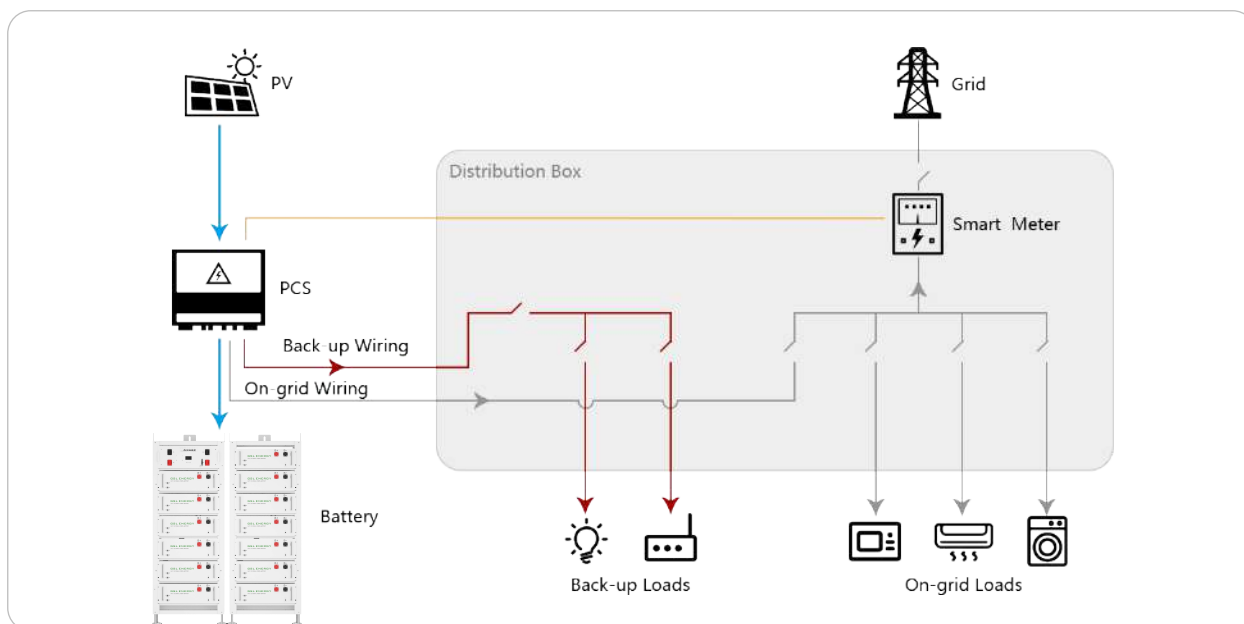 PV
Grid
Distribution Box
Smart Meter
PCS
Back-up Wiring
On-grid Wiring
Battery
Back-up Loads
On-grid Loads